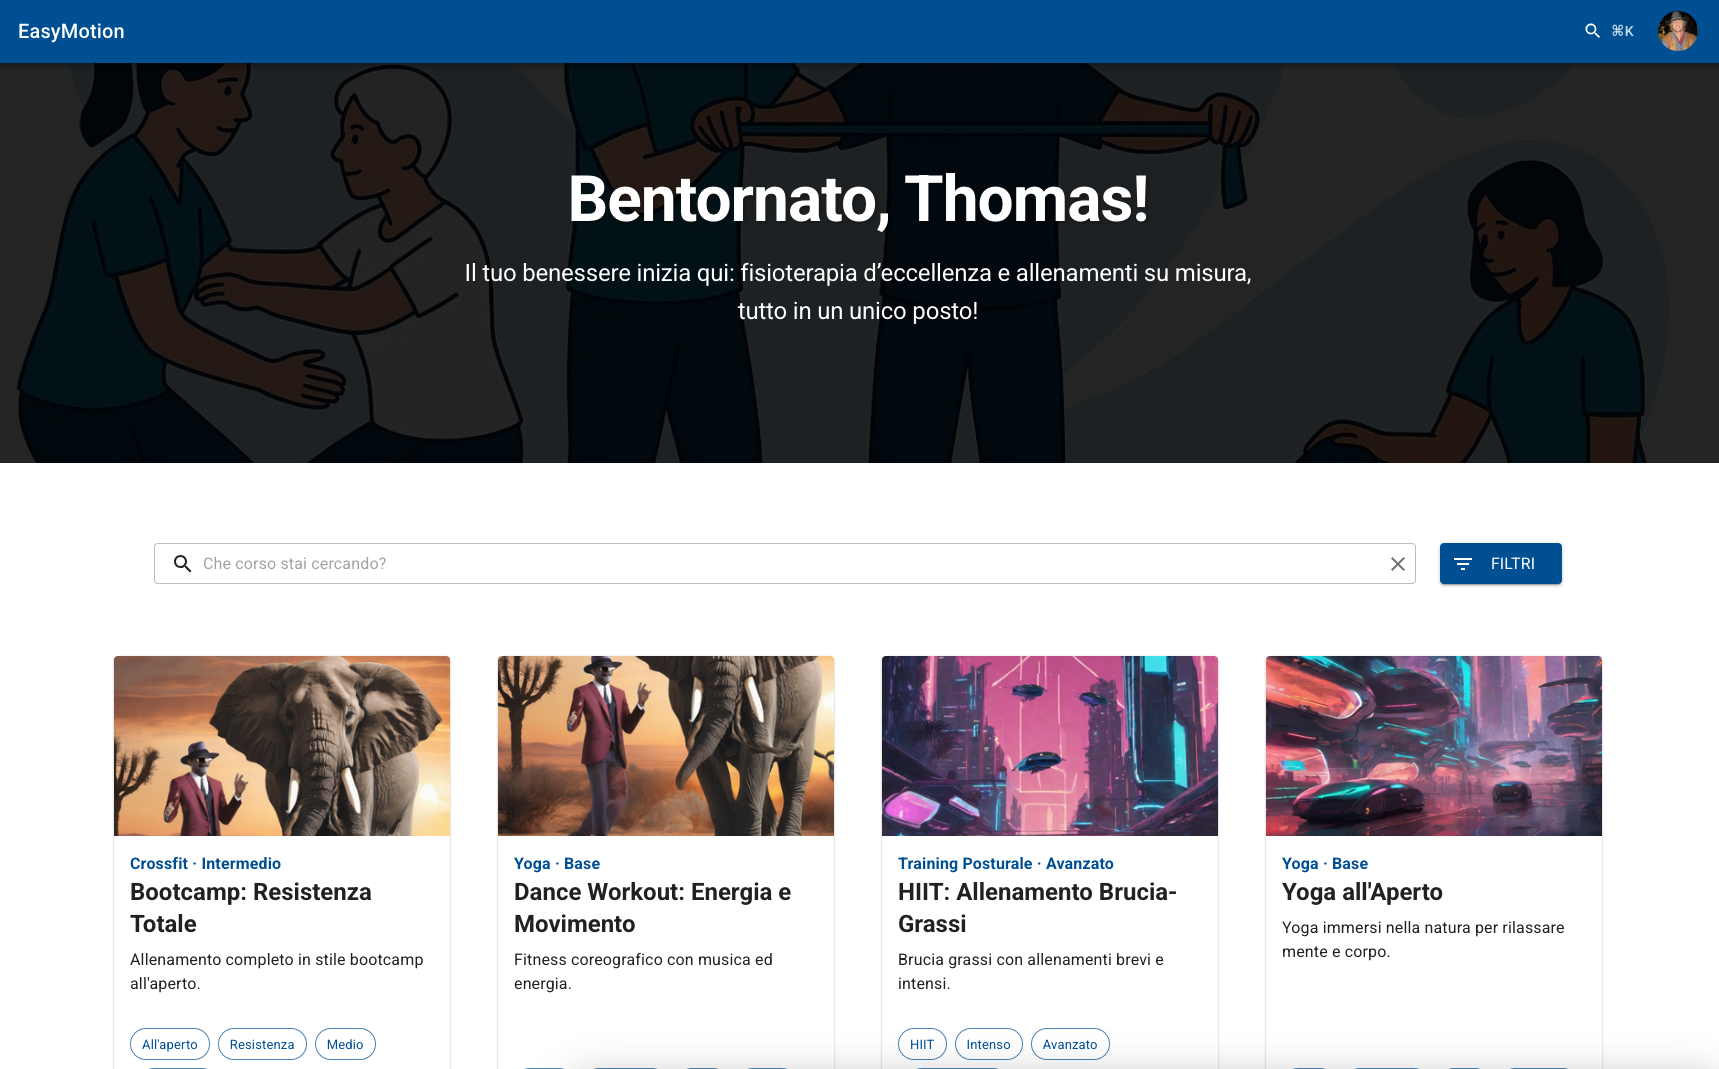 EasyMotion
⌘K
Bentornato, Thomas!
Il tuo benessere inizia qui: fisioterapia d’eccellenza e allenamenti su misura,
tutto in un unico posto!
Che corso stai cercando?
FILTRI
Crossfit · Intermedio
Bootcamp: Resistenza
Totale
Allenamento completo in stile bootcamp
all'aperto.
All'aperto
Resistenza
Medio
Yoga · Base
Dance Workout: Energia e
Movimento
Fitness coreografico con musica ed
energia.
Training Posturale · Avanzato
HIIT: Allenamento Brucia-
Grassi
Brucia grassi con allenamenti brevi e
intensi.
HIIT
Intenso
Avanzato
Yoga · Base
Yoga all'Aperto
Yoga immersi nella natura per rilassare
mente e corpo.